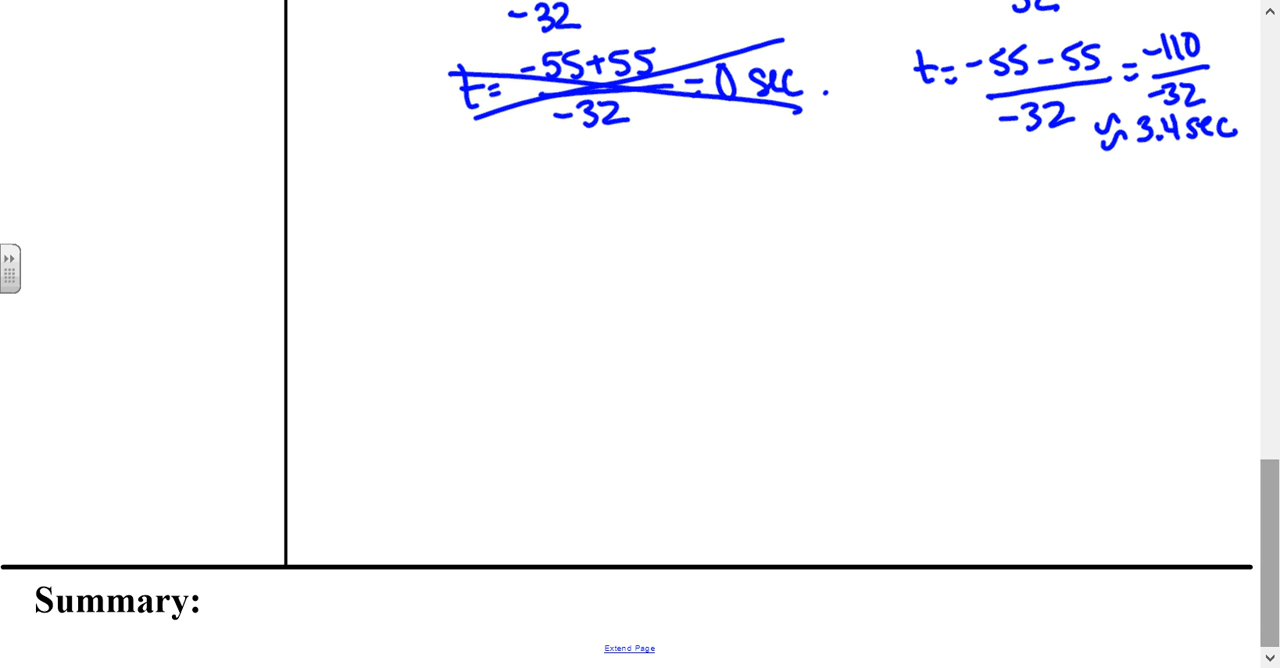 -32
t = -55+55 / -32 = 0 sec.
t = -55-55 / -32 = -110 / -32
≈ 3.4 sec
Summary:
Extend Page